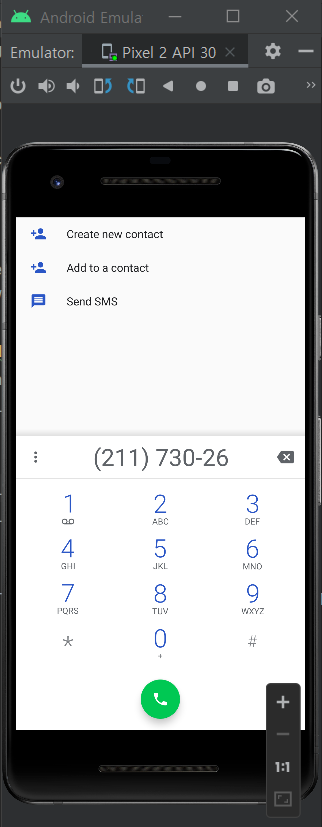 Android Emula
Emulator: Pixel 2 API 30
Create new contact
Add to a contact
Send SMS
(211) 730-26
1 2 3
ABC DEF
4 5 6
GHI JKL MNO
7 8 9
PQRS TUV WXYZ
* 0 #
+
1:1